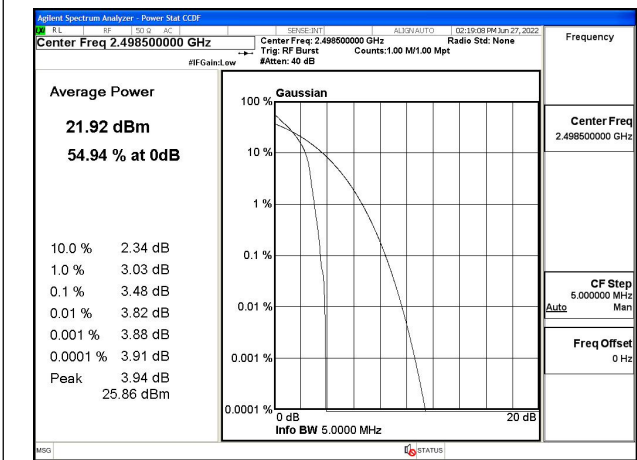 Agilent Spectrum Analyzer - Power Stat CCDF
RL RF 50 Ω AC SENSE:INT ALIGN AUTO 02:19:08 PM Jun 27, 2022
Center Freq 2.498500000 GHz
Center Freq: 2.498500000 GHz Radio Std: None
Trig: RF Burst Counts:1.00 M/1.00 Mpt
#IFGain:Low #Atten: 40 dB
Frequency
Average Power
21.92 dBm
54.94 % at 0dB
10.0 % 2.34 dB
1.0 % 3.03 dB
0.1 % 3.48 dB
0.01 % 3.82 dB
0.001 % 3.88 dB
0.0001 % 3.91 dB
Peak 3.94 dB
25.86 dBm
Gaussian
100 %
10 %
1 %
0.1 %
0.01 %
0.001 %
0.0001 %
0 dB 20 dB
Info BW 5.0000 MHz
Center Freq
2.498500000 GHz
CF Step
5.000000 MHz
Auto Man
Freq Offset
0 Hz
MSG STATUS